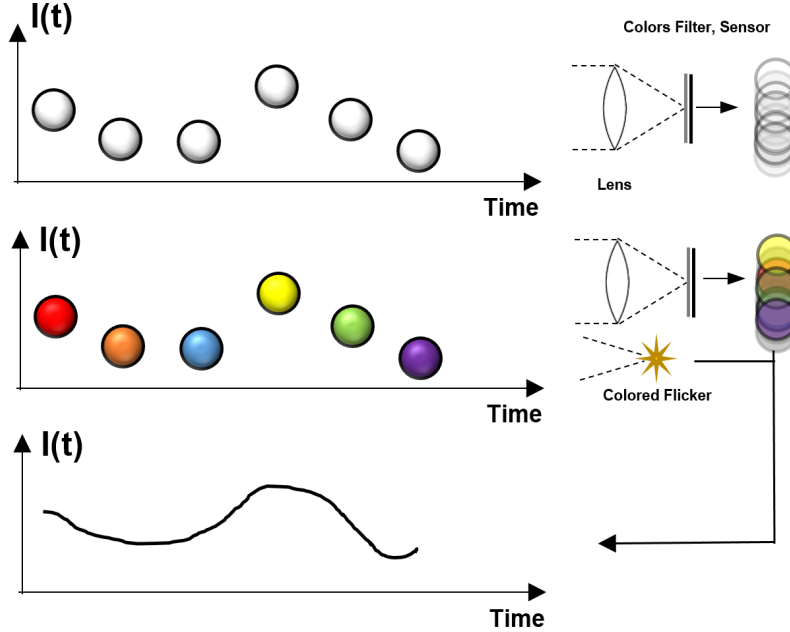 I(t)
Colors Filter, Sensor
Lens
Time
I(t)
Colored Flicker
Time
I(t)
Time